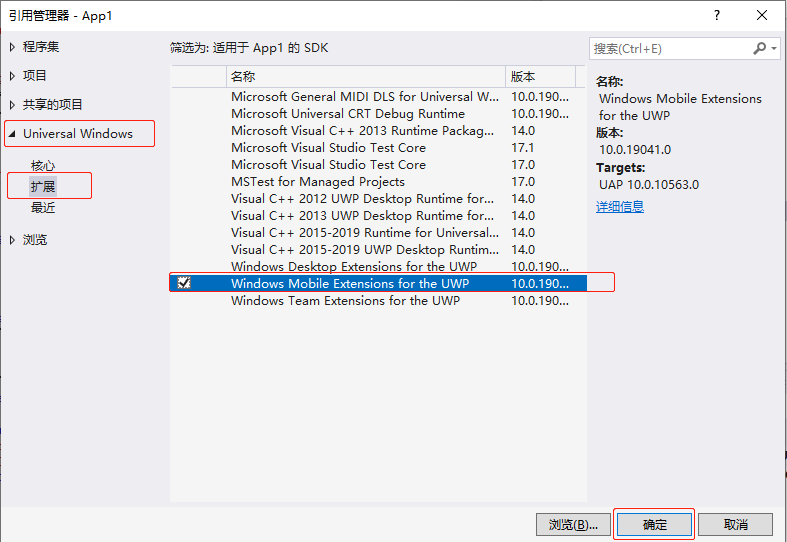 引用管理器 - App1
?
程序集
项目
共享的项目
Universal Windows
核心
扩展
最近
浏览
筛选为: 适用于 App1 的 SDK
名称 版本
Microsoft General MIDI DLS for Universal W... 10.0.190...
Microsoft Universal CRT Debug Runtime 10.0.190...
Microsoft Visual C++ 2013 Runtime Packag... 14.0
Microsoft Visual Studio Test Core 17.1
Microsoft Visual Studio Test Core 17.0
MSTest for Managed Projects 17.0
Visual C++ 2012 UWP Desktop Runtime for... 14.0
Visual C++ 2013 UWP Desktop Runtime for... 14.0
Visual C++ 2015-2019 Runtime for Universal... 14.0
Visual C++ 2015-2019 UWP Desktop Runtim... 14.0
Windows Desktop Extensions for the UWP 10.0.190...
Windows Mobile Extensions for the UWP 10.0.190...
Windows Team Extensions for the UWP 10.0.190...
搜索(Ctrl+E)
名称:
Windows Mobile Extensions
for the UWP
版本:
10.0.19041.0
Targets:
UAP 10.0.10563.0
详细信息
浏览(B)... 确定 取消